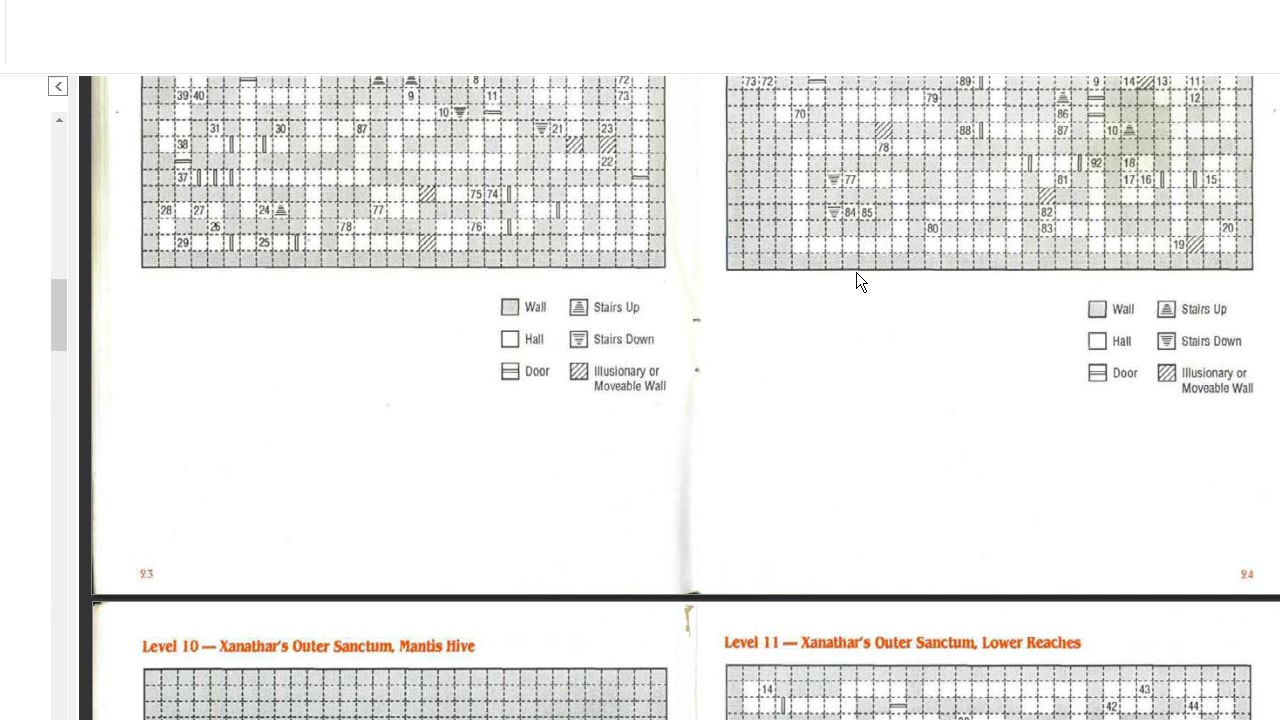 8 72
39 40 9 11 73
10
31 30 87 21 23
38
22
37
75 74
28 27 24 77
26 78 76
29 25
Wall Stairs Up
Hall Stairs Down
Door Illusionary or
Moveable Wall
23
73 72 89 9 14 13 11
79 12
70 86
88 87 10
78
92 18
77 81 17 16 15
84 85 82
80 83 20
19
Wall Stairs Up
Hall Stairs Down
Door Illusionary or
Moveable Wall
24
Level 10 — Xanathar's Outer Sanctum, Mantis Hive
Level 11 — Xanathar's Outer Sanctum, Lower Reaches
14 43
42 44